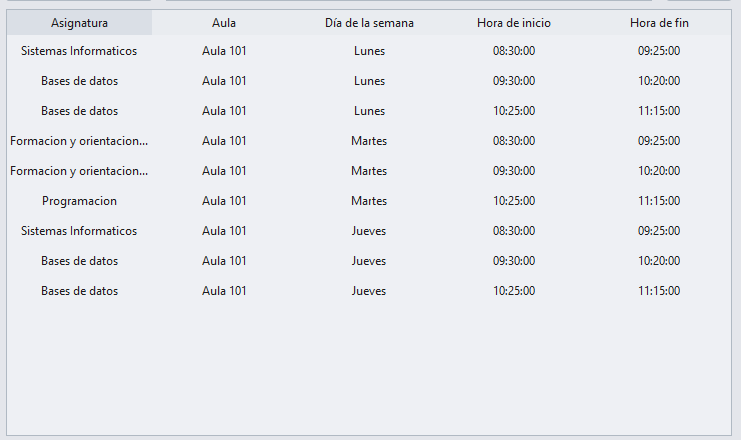 Asignatura Aula Día de la semana Hora de inicio Hora de fin
Sistemas Informaticos Aula 101 Lunes 08:30:00 09:25:00
Bases de datos Aula 101 Lunes 09:30:00 10:20:00
Bases de datos Aula 101 Lunes 10:25:00 11:15:00
Formacion y orientacion... Aula 101 Martes 08:30:00 09:25:00
Formacion y orientacion... Aula 101 Martes 09:30:00 10:20:00
Programacion Aula 101 Martes 10:25:00 11:15:00
Sistemas Informaticos Aula 101 Jueves 08:30:00 09:25:00
Bases de datos Aula 101 Jueves 09:30:00 10:20:00
Bases de datos Aula 101 Jueves 10:25:00 11:15:00